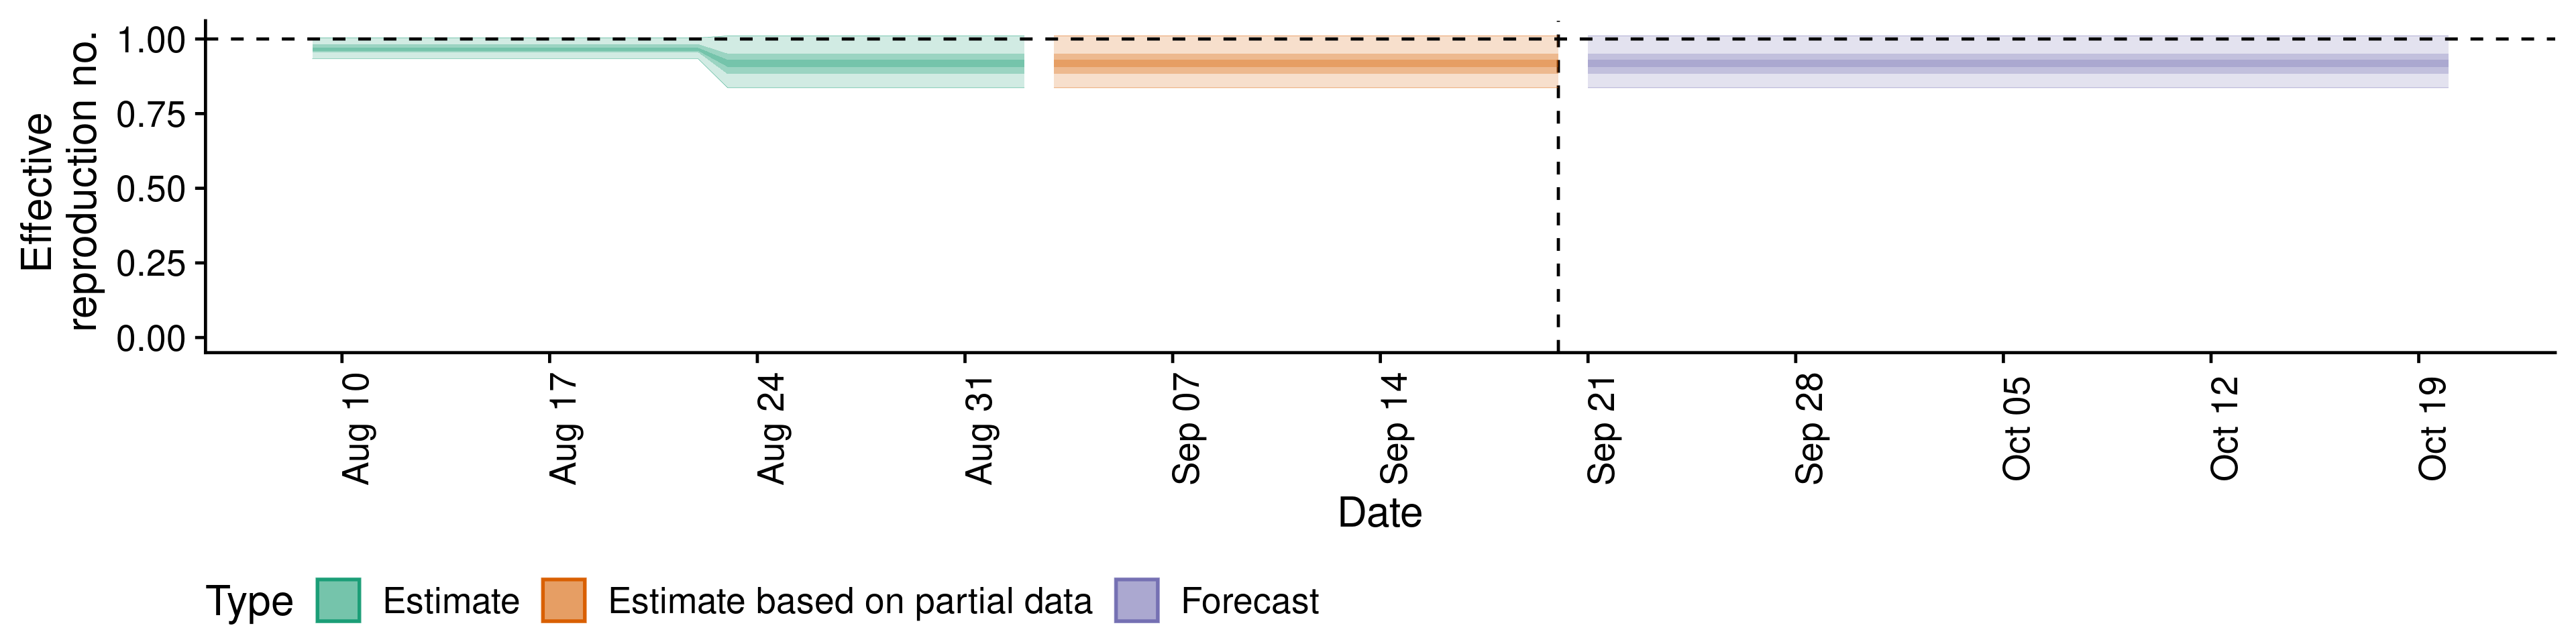 Effective
reproduction no.
1.00
0.75
0.50
0.25
0.00
Aug 10
Aug 17
Aug 24
Aug 31
Sep 07
Sep 14
Sep 21
Sep 28
Oct 05
Oct 12
Oct 19
Date
Type Estimate Estimate based on partial data Forecast